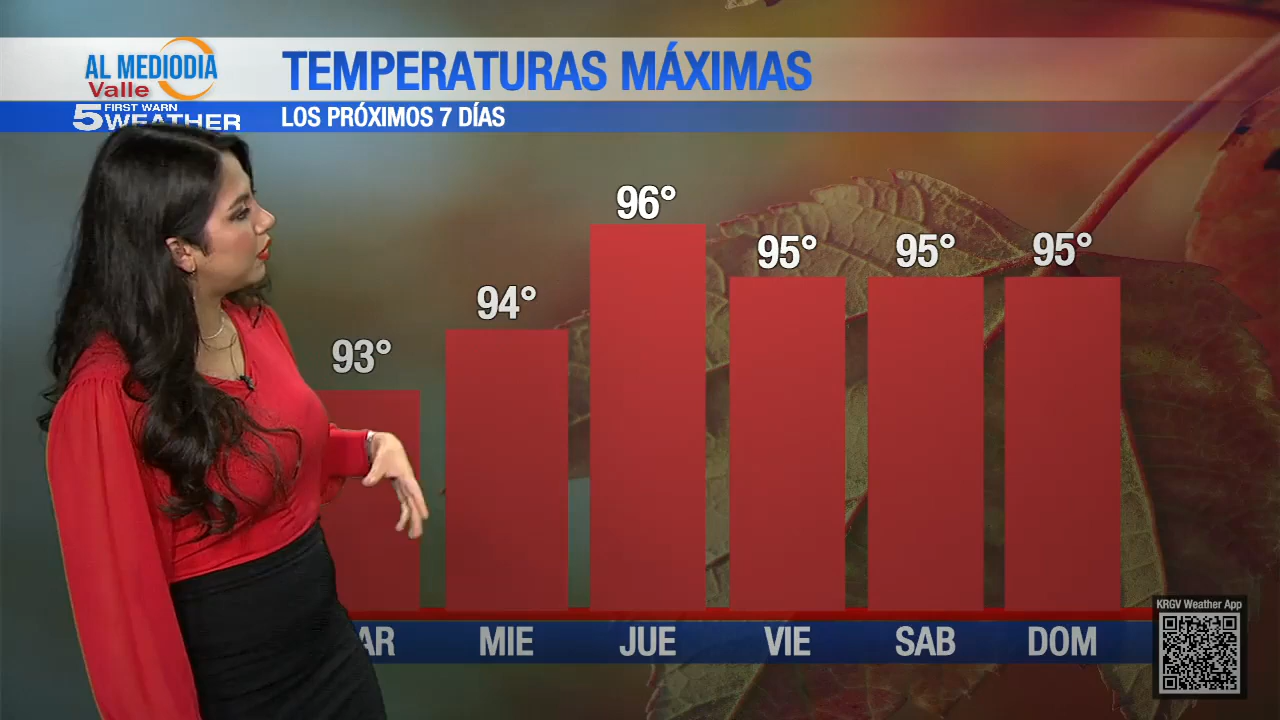 AL MEDIODIA
Valle
5 FIRST WARN
WEATHER
TEMPERATURAS MÁXIMAS
LOS PRÓXIMOS 7 DÍAS
93°
94°
96°
95°
95°
95°
AR
MIE
JUE
VIE
SAB
DOM
KRGV Weather App